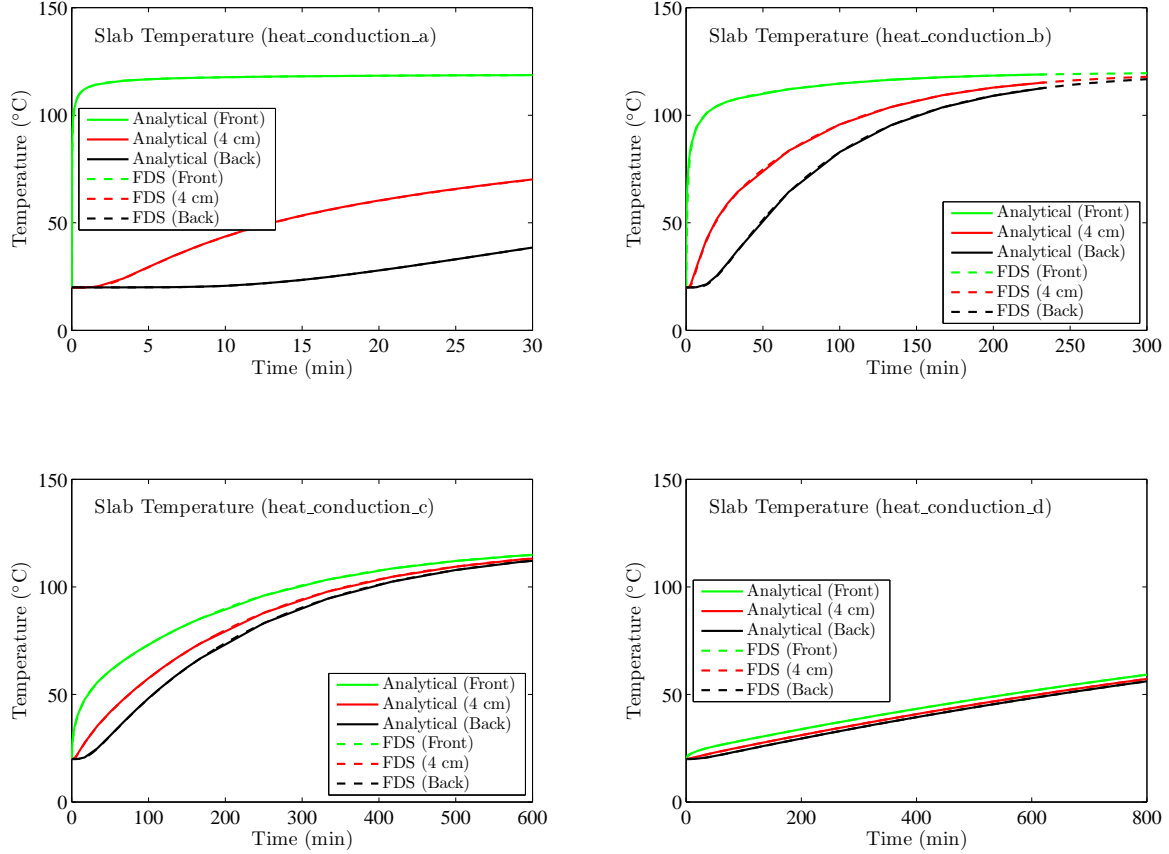 Slab Temperature (heat_conduction_a)
Temperature (°C)
150
100
50
0
Analytical (Front)
Analytical (4 cm)
Analytical (Back)
FDS (Front)
FDS (4 cm)
FDS (Back)
0 5 10 15 20 25 30
Time (min)
Slab Temperature (heat_conduction_b)
Temperature (°C)
150
100
50
0
Analytical (Front)
Analytical (4 cm)
Analytical (Back)
FDS (Front)
FDS (4 cm)
FDS (Back)
0 50 100 150 200 250 300
Time (min)
Slab Temperature (heat_conduction_c)
Temperature (°C)
150
100
50
0
Analytical (Front)
Analytical (4 cm)
Analytical (Back)
FDS (Front)
FDS (4 cm)
FDS (Back)
0 100 200 300 400 500 600
Time (min)
Slab Temperature (heat_conduction_d)
Temperature (°C)
150
100
50
0
Analytical (Front)
Analytical (4 cm)
Analytical (Back)
FDS (Front)
FDS (4 cm)
FDS (Back)
0 200 400 600 800
Time (min)